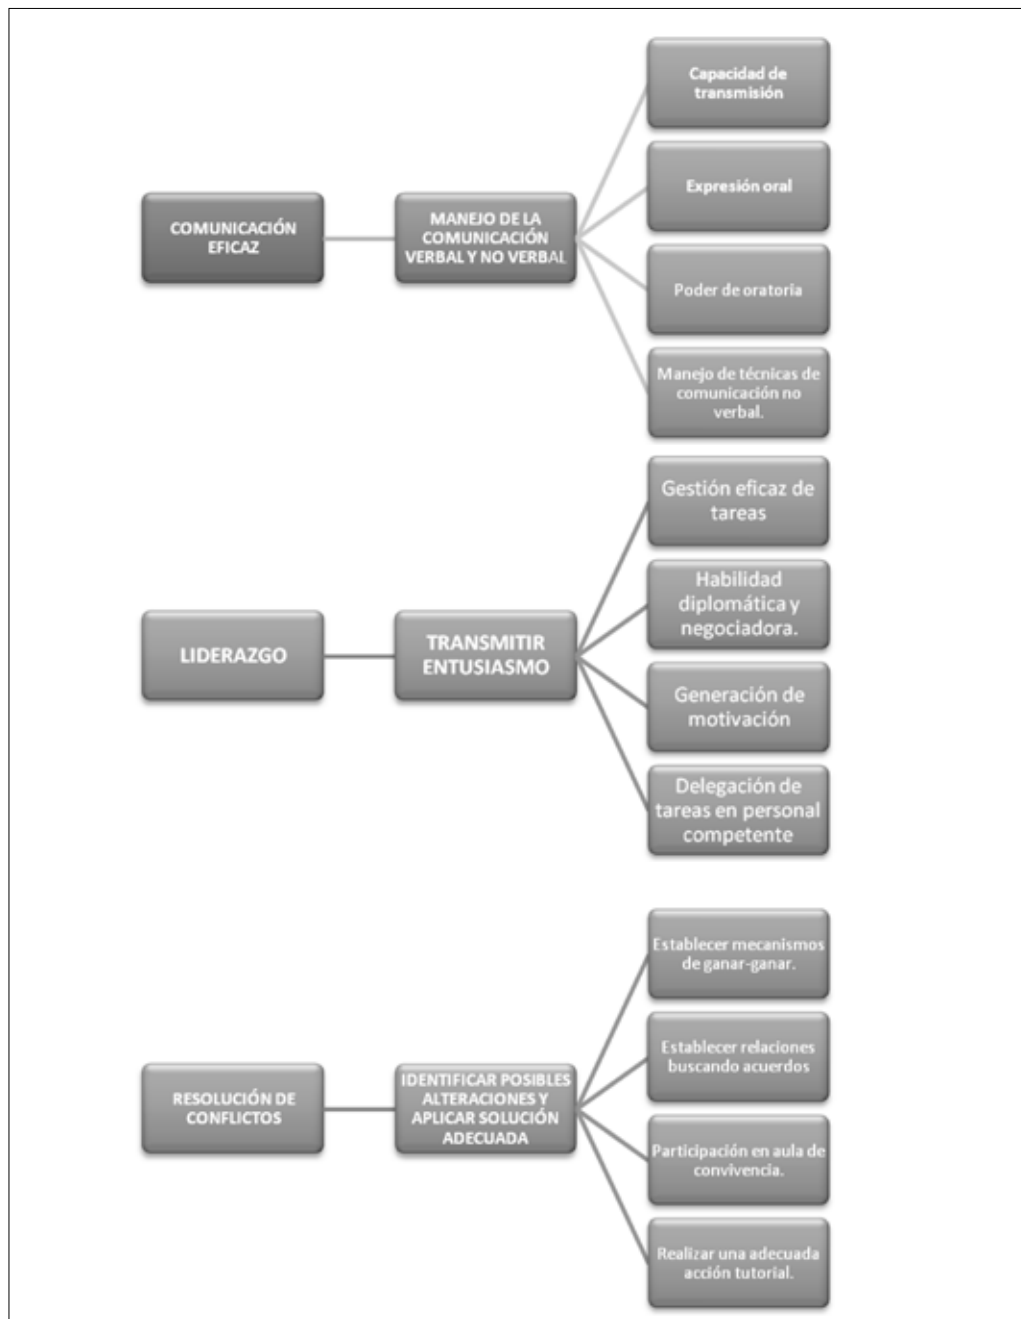 Capacidad de
transmisión
Expresión oral
COMUNICACIÓN
EFICAZ
MANEJO DE LA
COMUNICACIÓN
VERBAL Y NO VERBAL
Poder de oratoria
Manejo de técnicas de
comunicación no
verbal.
Gestión eficaz de
tareas
Habilidad
diplomática y
negociadora.
LIDERAZGO
TRANSMITIR
ENTUSIASMO
Generación de
motivación
Delegación de
tareas en personal
competente
Establecer mecanismos
de ganar-ganar.
Establecer relaciones
buscando acuerdos
RESOLUCIÓN DE
CONFLICTOS
IDENTIFICAR POSIBLES
ALTERACIONES Y
APLICAR SOLUCIÓN
ADECUADA
Participación en aula de
convivencia.
Realizar una adecuada
acción tutorial.